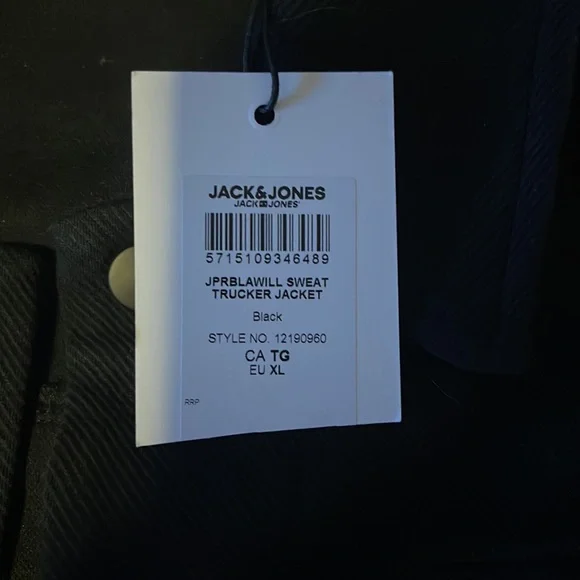 JACK&JONES
JACK & JONES
5715109346489
JPRBLAWILL SWEAT
TRUCKER JACKET
Black
STYLE NO. 12190960
CA TG
EU XL
RRP